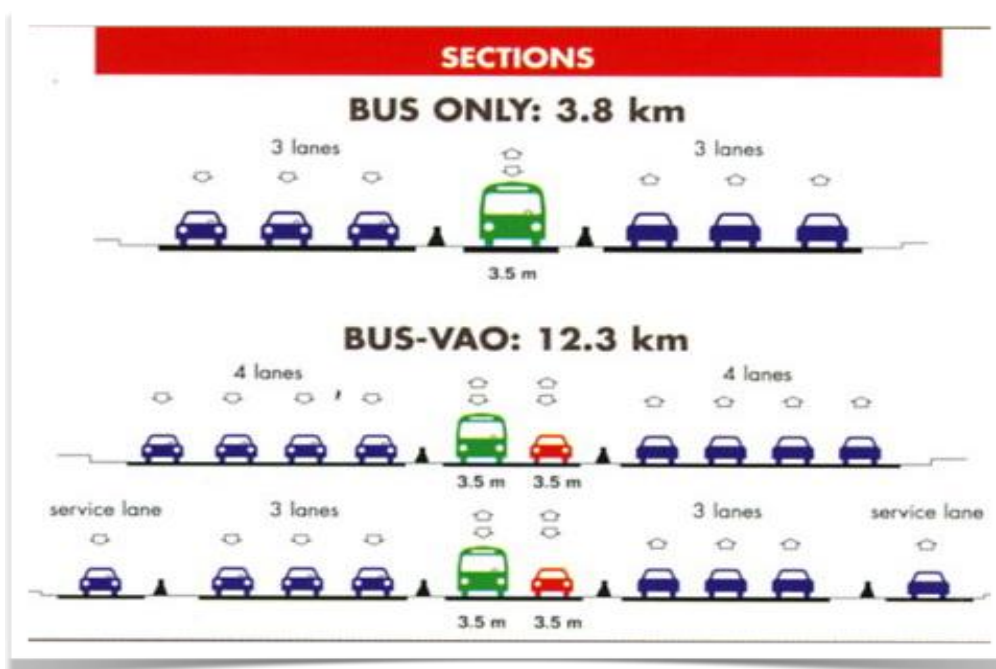 SECTIONS
BUS ONLY: 3.8 km
3 lanes 3 lanes
3.5 m
BUS-VAO: 12.3 km
4 lanes 4 lanes
3.5 m 3.5 m
service lane 3 lanes 3 lanes service lane
3.5 m 3.5 m